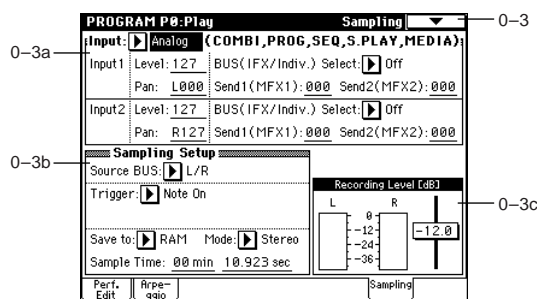 PROGRAM P0:Play Sampling
0–3
Input: Analog (COMBI,PROG,SEQ,S.PLAY,MEDIA)
0–3a
Input1 Level: 127 BUS(IFX/Indiv.) Select: Off
Pan: L000 Send1(MFX1): 000 Send2(MFX2): 000
Input2 Level: 127 BUS(IFX/Indiv.) Select: Off
Pan: R127 Send1(MFX1): 000 Send2(MFX2): 000
Sampling Setup
0–3b
Source BUS: L/R
Trigger: Note On
Save to: RAM Mode: Stereo
Sample Time: 00 min 10.923 sec
Recording Level [dB]
L R
0–3c
0
-12
-12.0
-24
-36
Perf. Edit
Arpe-ggio
Sampling